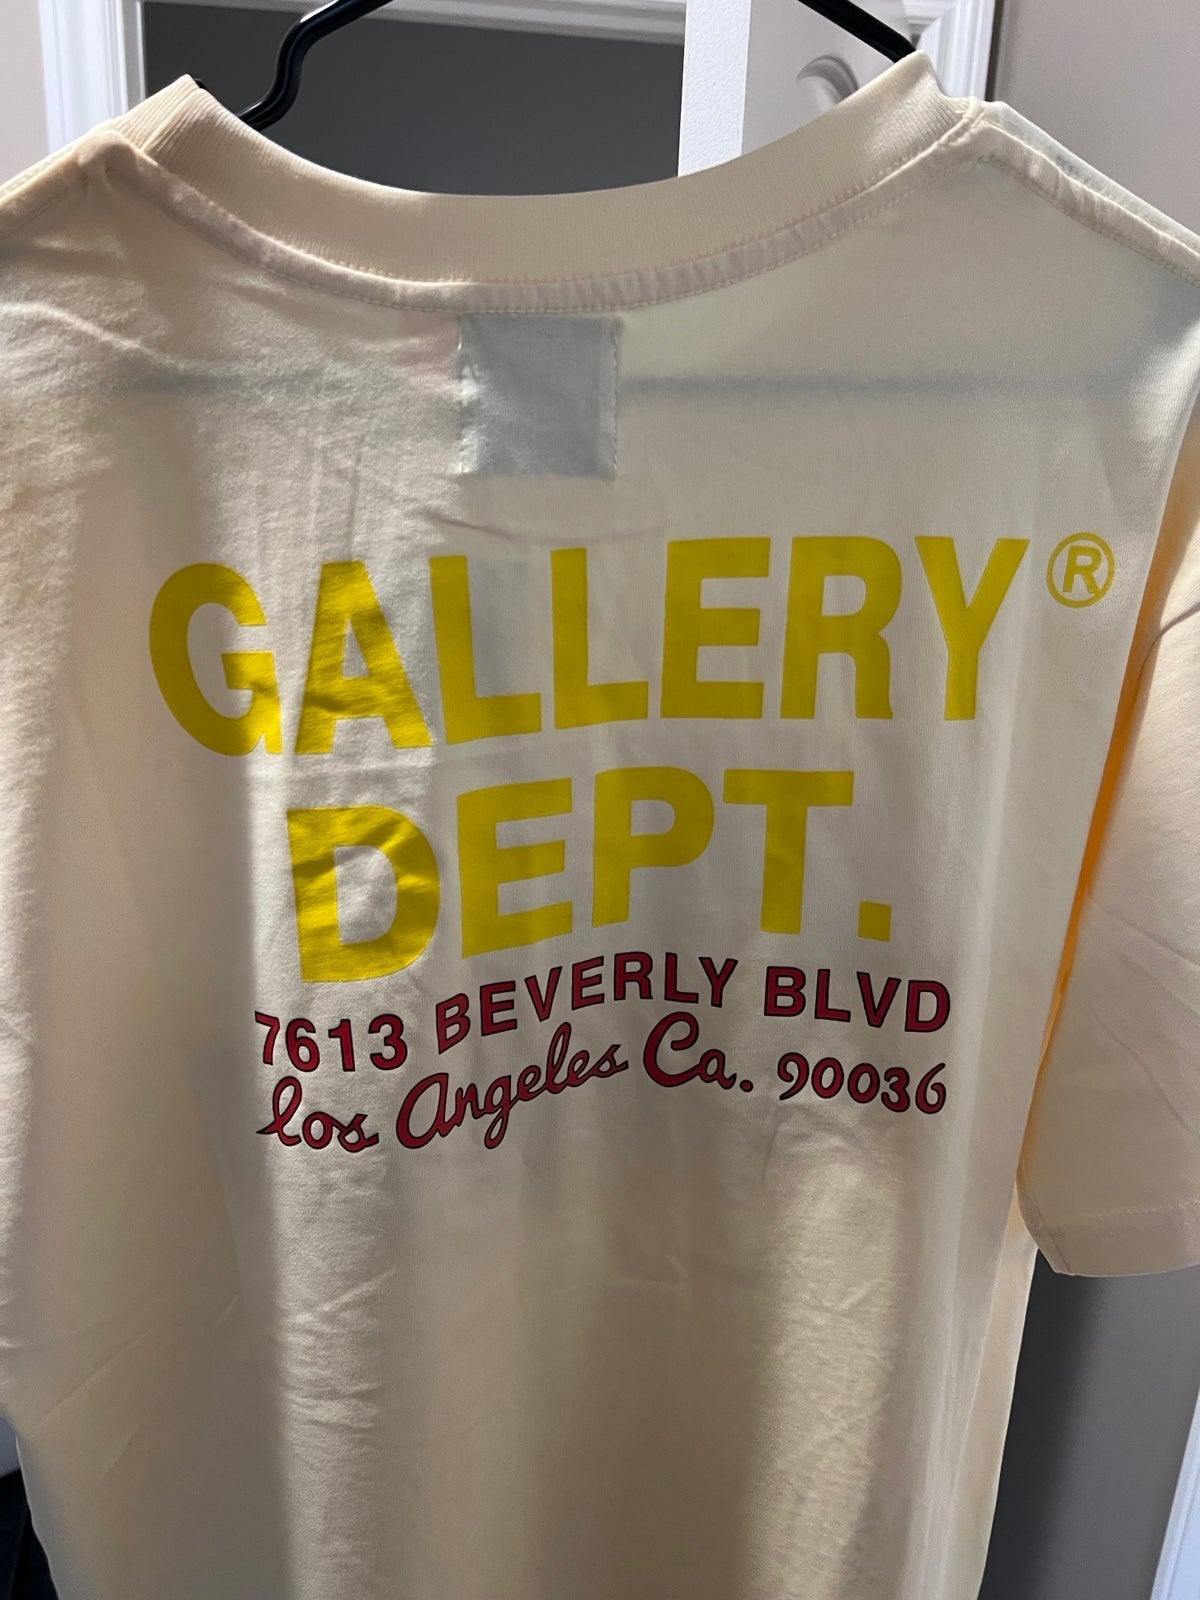 GALLERY®
DEPT.
7613 BEVERLY BLVD
los Angeles Ca. 90036